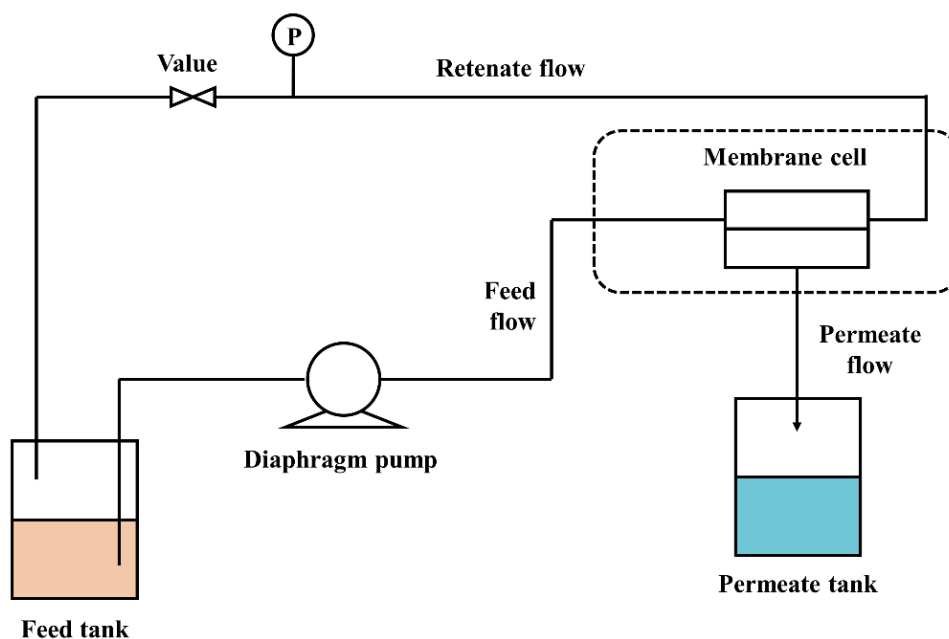 P
Value
Retenate flow
Membrane cell
Feed
flow
Permeate
flow
Diaphragm pump
Permeate tank
Feed tank